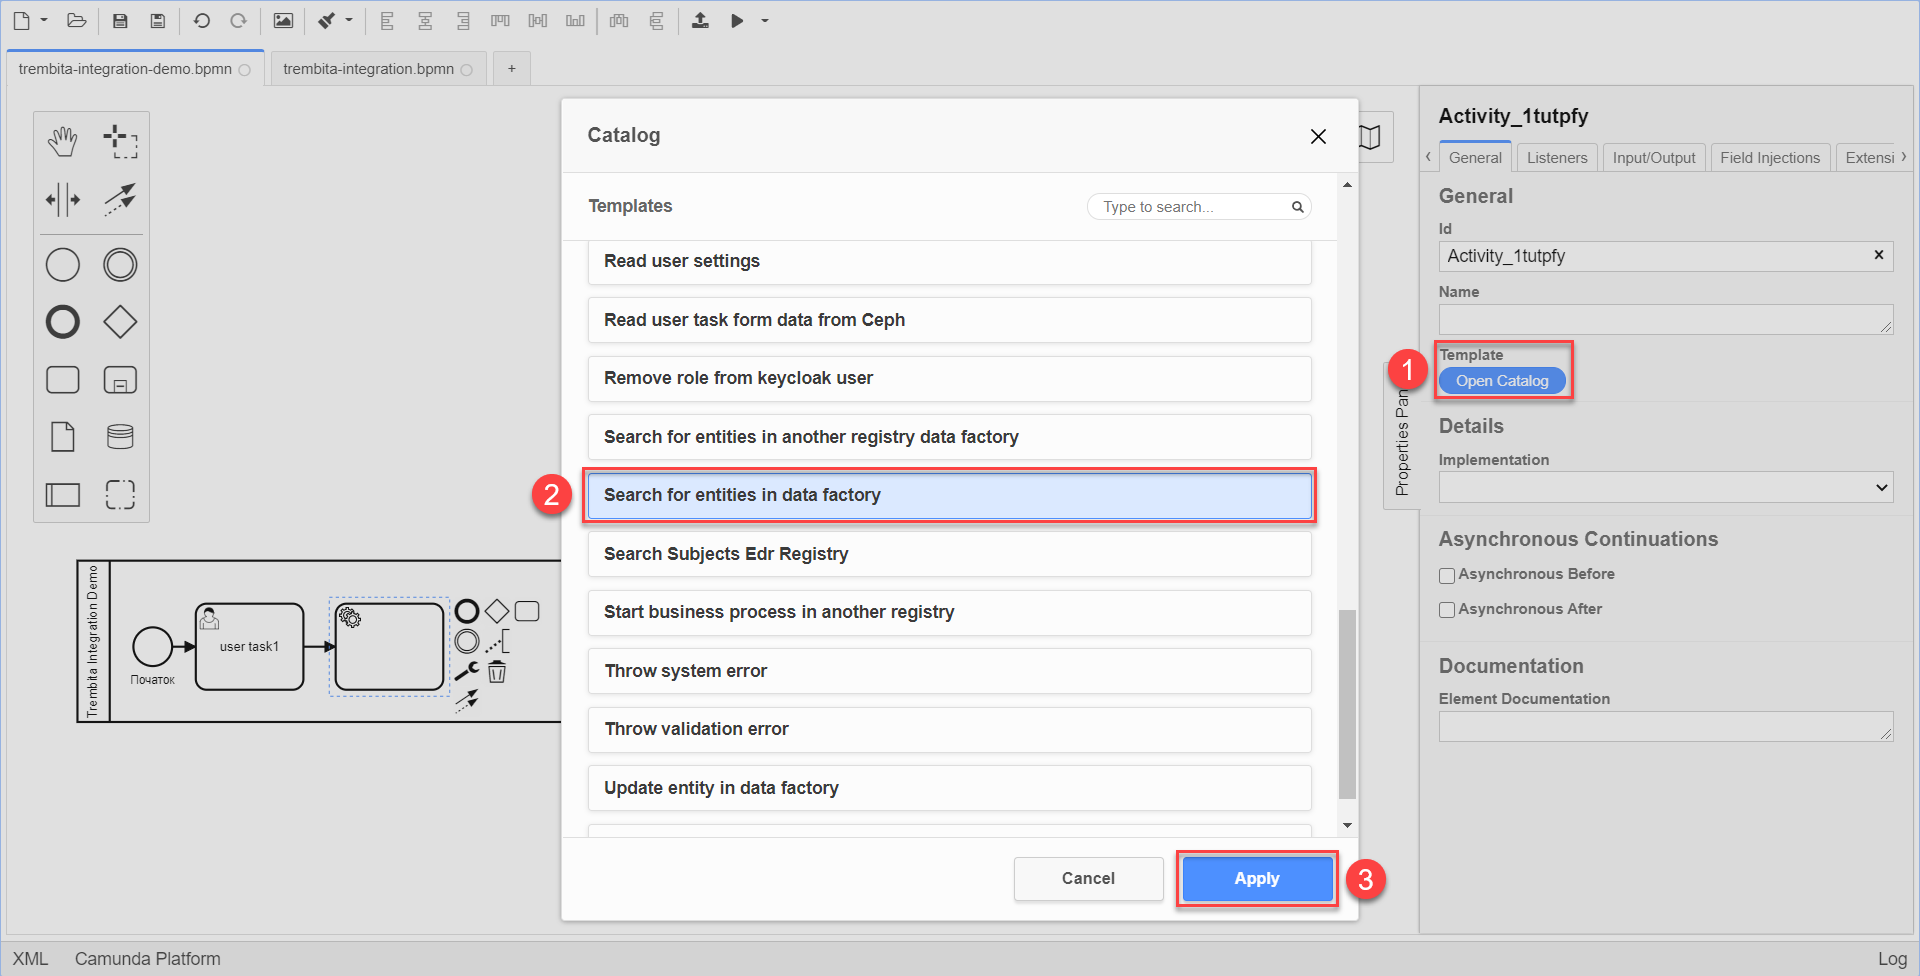 trembita-integration-demo.bpmn
trembita-integration.bpmn
+
Catalog
Templates
Type to search...
Read user settings
Read user task form data from Ceph
Remove role from keycloak user
Search for entities in another registry data factory
2
Search for entities in data factory
Search Subjects Edr Registry
Start business process in another registry
Throw system error
Throw validation error
Update entity in data factory
Cancel
Apply
3
Trembita Integration Demo
Початок
user task1
Properties Pan
Activity_1tutpfy
General
Listeners
Input/Output
Field Injections
Extensi
General
Id
Activity_1tutpfy
Name
1
Template
Open Catalog
Details
Implementation
Asynchronous Continuations
Asynchronous Before
Asynchronous After
Documentation
Element Documentation
XML
Camunda Platform
Log